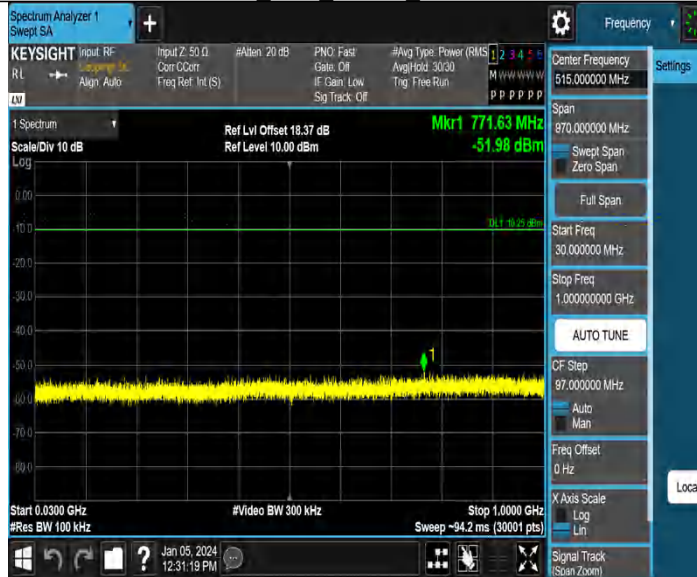 Spectrum Analyzer 1
Swept SA
+
Frequency
KEYSIGHT
RL
Input: RF
Align: Auto
Input Z: 50 Ω
Corr CCorr
Freq Ref: Int (S)
#Atten: 20 dB
PNO: Fast
Gate: Off
IF Gain: Low
Sig Track: Off
#Avg Type: Power (RMS
Avg|Hold: 30/30
Trig: Free Run
1 2 3 4 5 6
M W W W W W
P P P P P P
LXI
1 Spectrum
Scale/Div 10 dB
Ref Lvl Offset 18.37 dB
Ref Level 10.00 dBm
Mkr1 771.63 MHz
-51.98 dBm
Log
0.00
-10.0
DL1 -10.25 dBm
-20.0
-30.0
-40.0
1
-50.0
-60.0
-70.0
-80.0
Start 0.0300 GHz
#Res BW 100 kHz
#Video BW 300 kHz
Stop 1.0000 GHz
Sweep ~94.2 ms (30001 pts)
?
Jan 05, 2024
12:31:19 PM
Center Frequency
515.000000 MHz
Span
970.000000 MHz
Swept Span
Zero Span
Full Span
Start Freq
30.000000 MHz
Stop Freq
1.000000000 GHz
AUTO TUNE
CF Step
97.000000 MHz
Auto
Man
Freq Offset
0 Hz
X Axis Scale
Log
Lin
Signal Track
(Span Zoom)
Settings
Loca